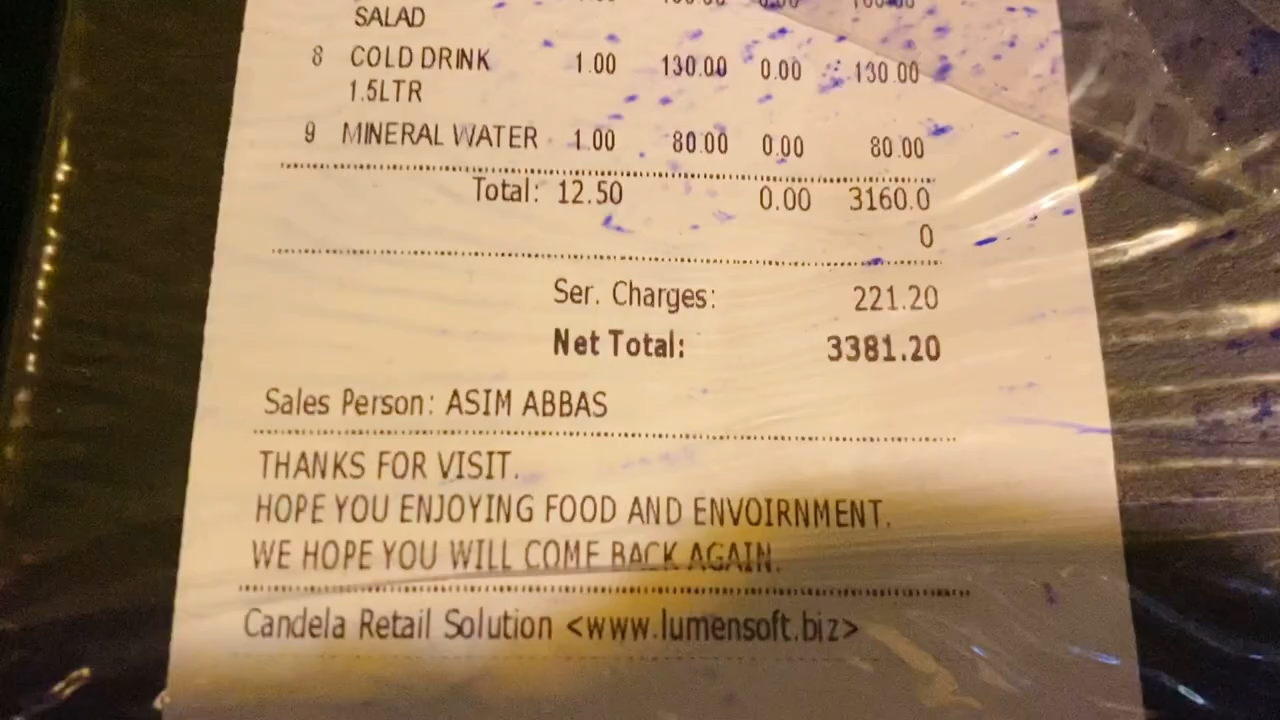 SALAD
8 COLD DRINK 1.00 130.00 0.00 130.00
1.5LTR
9 MINERAL WATER 1.00 80.00 0.00 80.00
Total: 12.50 0.00 3160.0
0
Ser. Charges: 221.20
Net Total: 3381.20
Sales Person: ASIM ABBAS
THANKS FOR VISIT.
HOPE YOU ENJOYING FOOD AND ENVOIRNMENT.
WE HOPE YOU WILL COME BACK AGAIN.
Candela Retail Solution <www.lumensoft.biz>